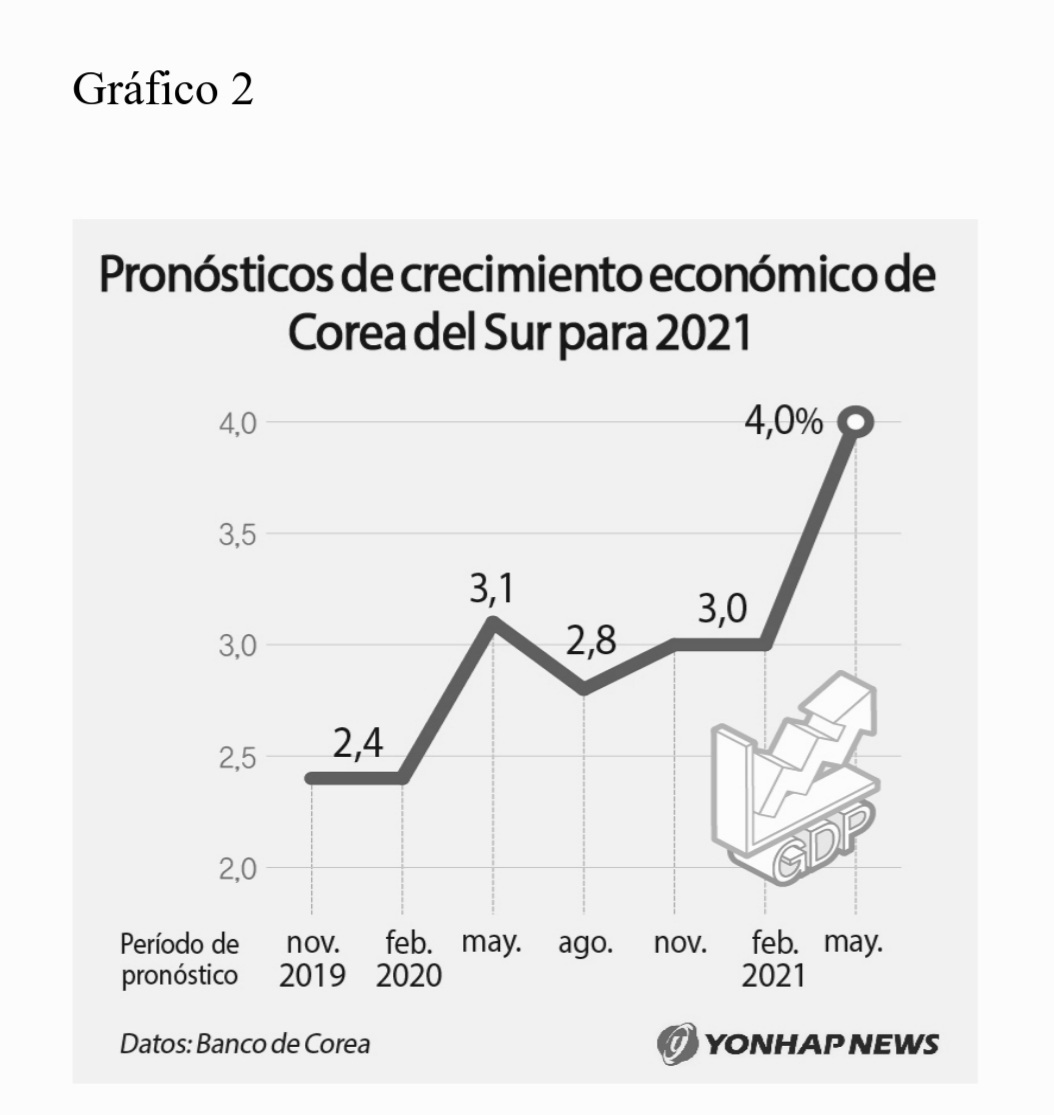 Gráfico 2
Pronósticos de crecimiento económico de
Corea del Sur para 2021
4,0
4,0%
3,5
3,1
3,0
2,8
3,0
2,4
2,5
2,0
GDP
Período de
pronóstico
nov.
2019
feb.
2020
may.
ago.
nov.
feb.
2021
may.
Datos: Banco de Corea
YONHAP NEWS